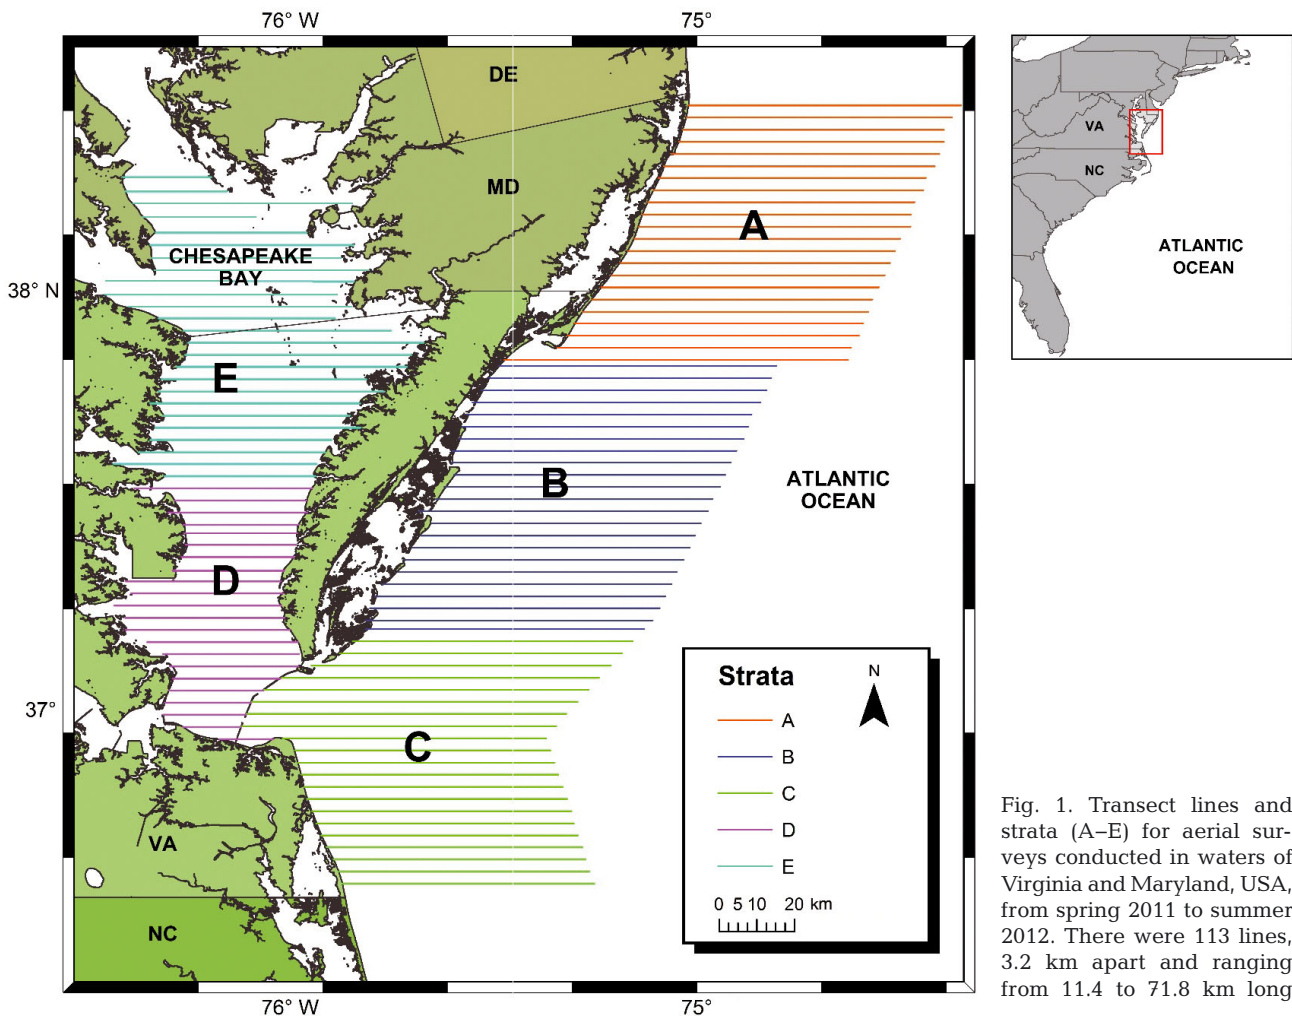 76° W
75°
DE
MD
A
CHESAPEAKE
BAY
38° N
E
B
ATLANTIC
OCEAN
D
37°
C
VA
NC
Strata
N
A
B
C
D
E
0 5 10 20 km
76° W
75°
VA
NC
ATLANTIC
OCEAN
Fig. 1. Transect lines and
strata (A–E) for aerial sur-
veys conducted in waters of
Virginia and Maryland, USA,
from spring 2011 to summer
2012. There were 113 lines,
3.2 km apart and ranging
from 11.4 to 71.8 km long